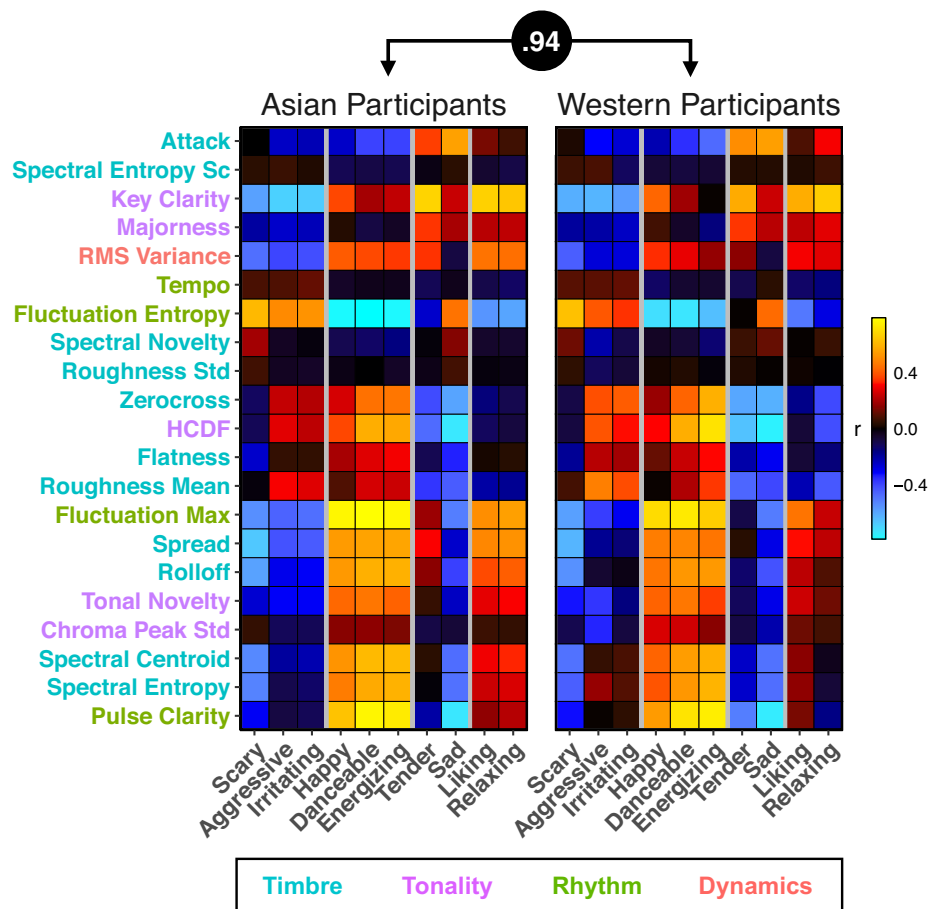 .94
Asian Participants
Western Participants
Attack
Spectral Entropy Sc
Key Clarity
Majorness
RMS Variance
Tempo
Fluctuation Entropy
Spectral Novelty
Roughness Std
Zerocross
HCDF
Flatness
Roughness Mean
Fluctuation Max
Spread
Rolloff
Tonal Novelty
Chroma Peak Std
Spectral Centroid
Spectral Entropy
Pulse Clarity
Scary
Aggressive
Irritating
Happy
Danceable
Energizing
Tender
Sad
Liking
Relaxing
Scary
Aggressive
Irritating
Happy
Danceable
Energizing
Tender
Sad
Liking
Relaxing
r
0.4
0.0
−0.4
Timbre Tonality Rhythm Dynamics